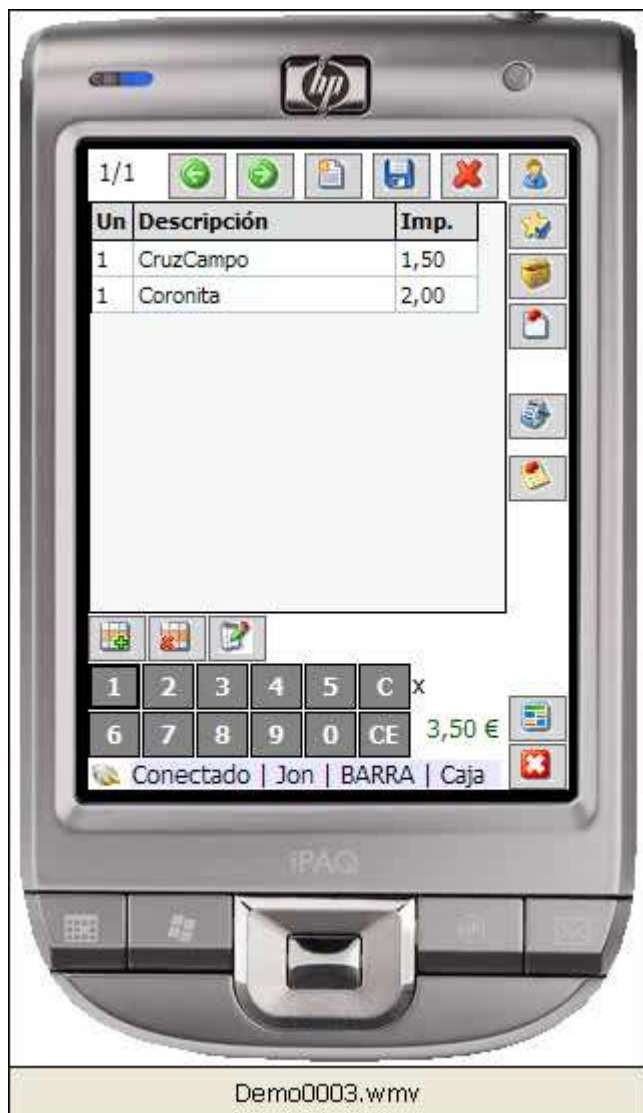 hp
1/1
Un Descripción Imp.
1 CruzCampo 1,50
1 Coronita 2,00
1 2 3 4 5 C x
6 7 8 9 0 CE 3,50 €
Conectado | Jon | BARRA | Caja
iPAQ
Demo0003.wmv